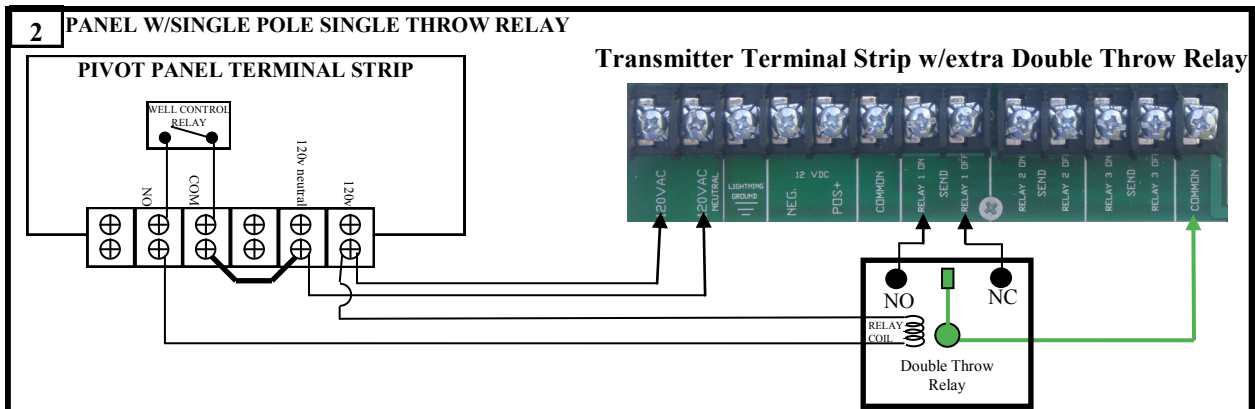 2
PANEL W/SINGLE POLE SINGLE THROW RELAY
PIVOT PANEL TERMINAL STRIP
WELL CONTROL
RELAY
NO
COM
120v neutral
120v
Transmitter Terminal Strip w/extra Double Throw Relay
120VAC
120VAC
NEUTRAL
LIGHTNING
GROUND
12 VDC
NEG.
POS+
COMMON
RELAY 1 ON
SEND
RELAY 1 OFF
RELAY 2 ON
SEND
RELAY 2 OFF
RELAY 3 ON
SEND
RELAY 3 OFF
COMMON
NO
NC
RELAY
COIL
Double Throw
Relay